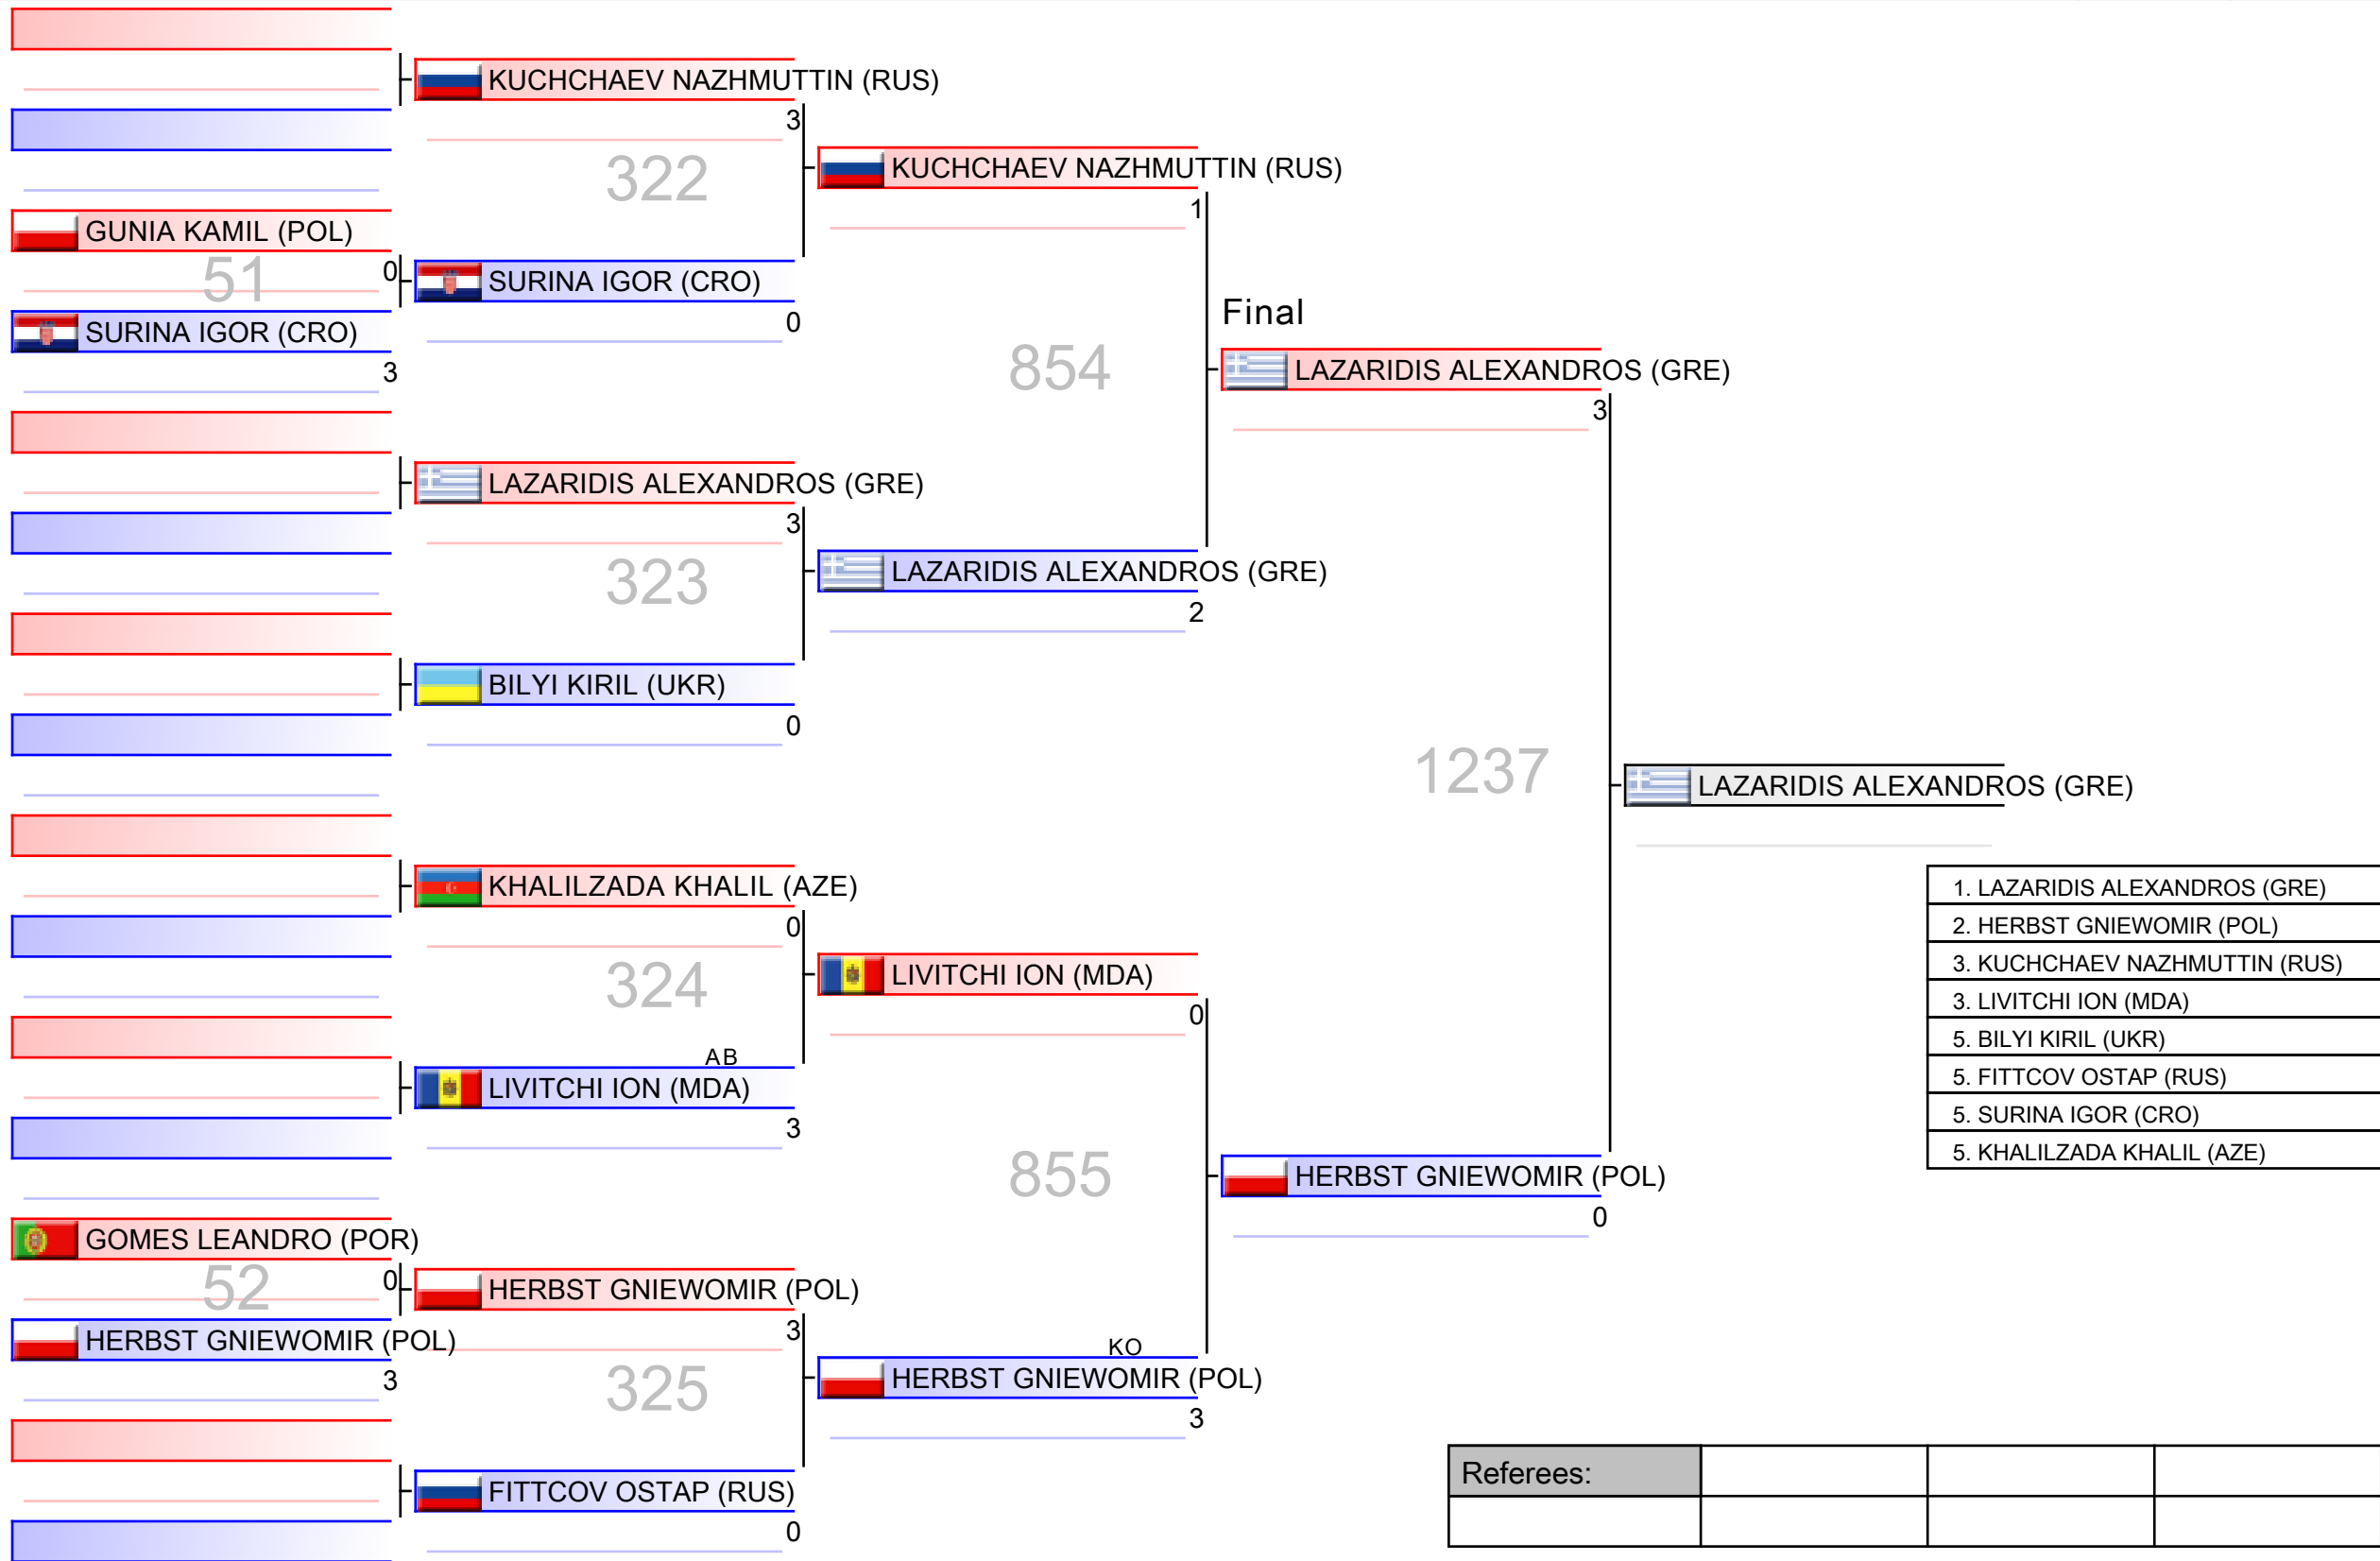 KUCHCHAEV NAZHMUTTIN (RUS)
3
322
KUCHCHAEV NAZHMUTTIN (RUS)
1
GUNIA KAMIL (POL)
51
0
SURINA IGOR (CRO)
0
SURINA IGOR (CRO)
3
Final
854
LAZARIDIS ALEXANDROS (GRE)
3
LAZARIDIS ALEXANDROS (GRE)
3
323
LAZARIDIS ALEXANDROS (GRE)
2
BILYI KIRIL (UKR)
0
1237
LAZARIDIS ALEXANDROS (GRE)
KHALILZADA KHALIL (AZE)
0
324
LIVITCHI ION (MDA)
0
AB
LIVITCHI ION (MDA)
3
1. LAZARIDIS ALEXANDROS (GRE)
2. HERBST GNIEWOMIR (POL)
3. KUCHCHAEV NAZHMUTTIN (RUS)
3. LIVITCHI ION (MDA)
5. BILYI KIRIL (UKR)
5. FITTCOV OSTAP (RUS)
5. SURINA IGOR (CRO)
5. KHALILZADA KHALIL (AZE)
855
HERBST GNIEWOMIR (POL)
0
GOMES LEANDRO (POR)
52
0
HERBST GNIEWOMIR (POL)
3
HERBST GNIEWOMIR (POL)
3
325
KO
HERBST GNIEWOMIR (POL)
3
FITTCOV OSTAP (RUS)
0
Referees: